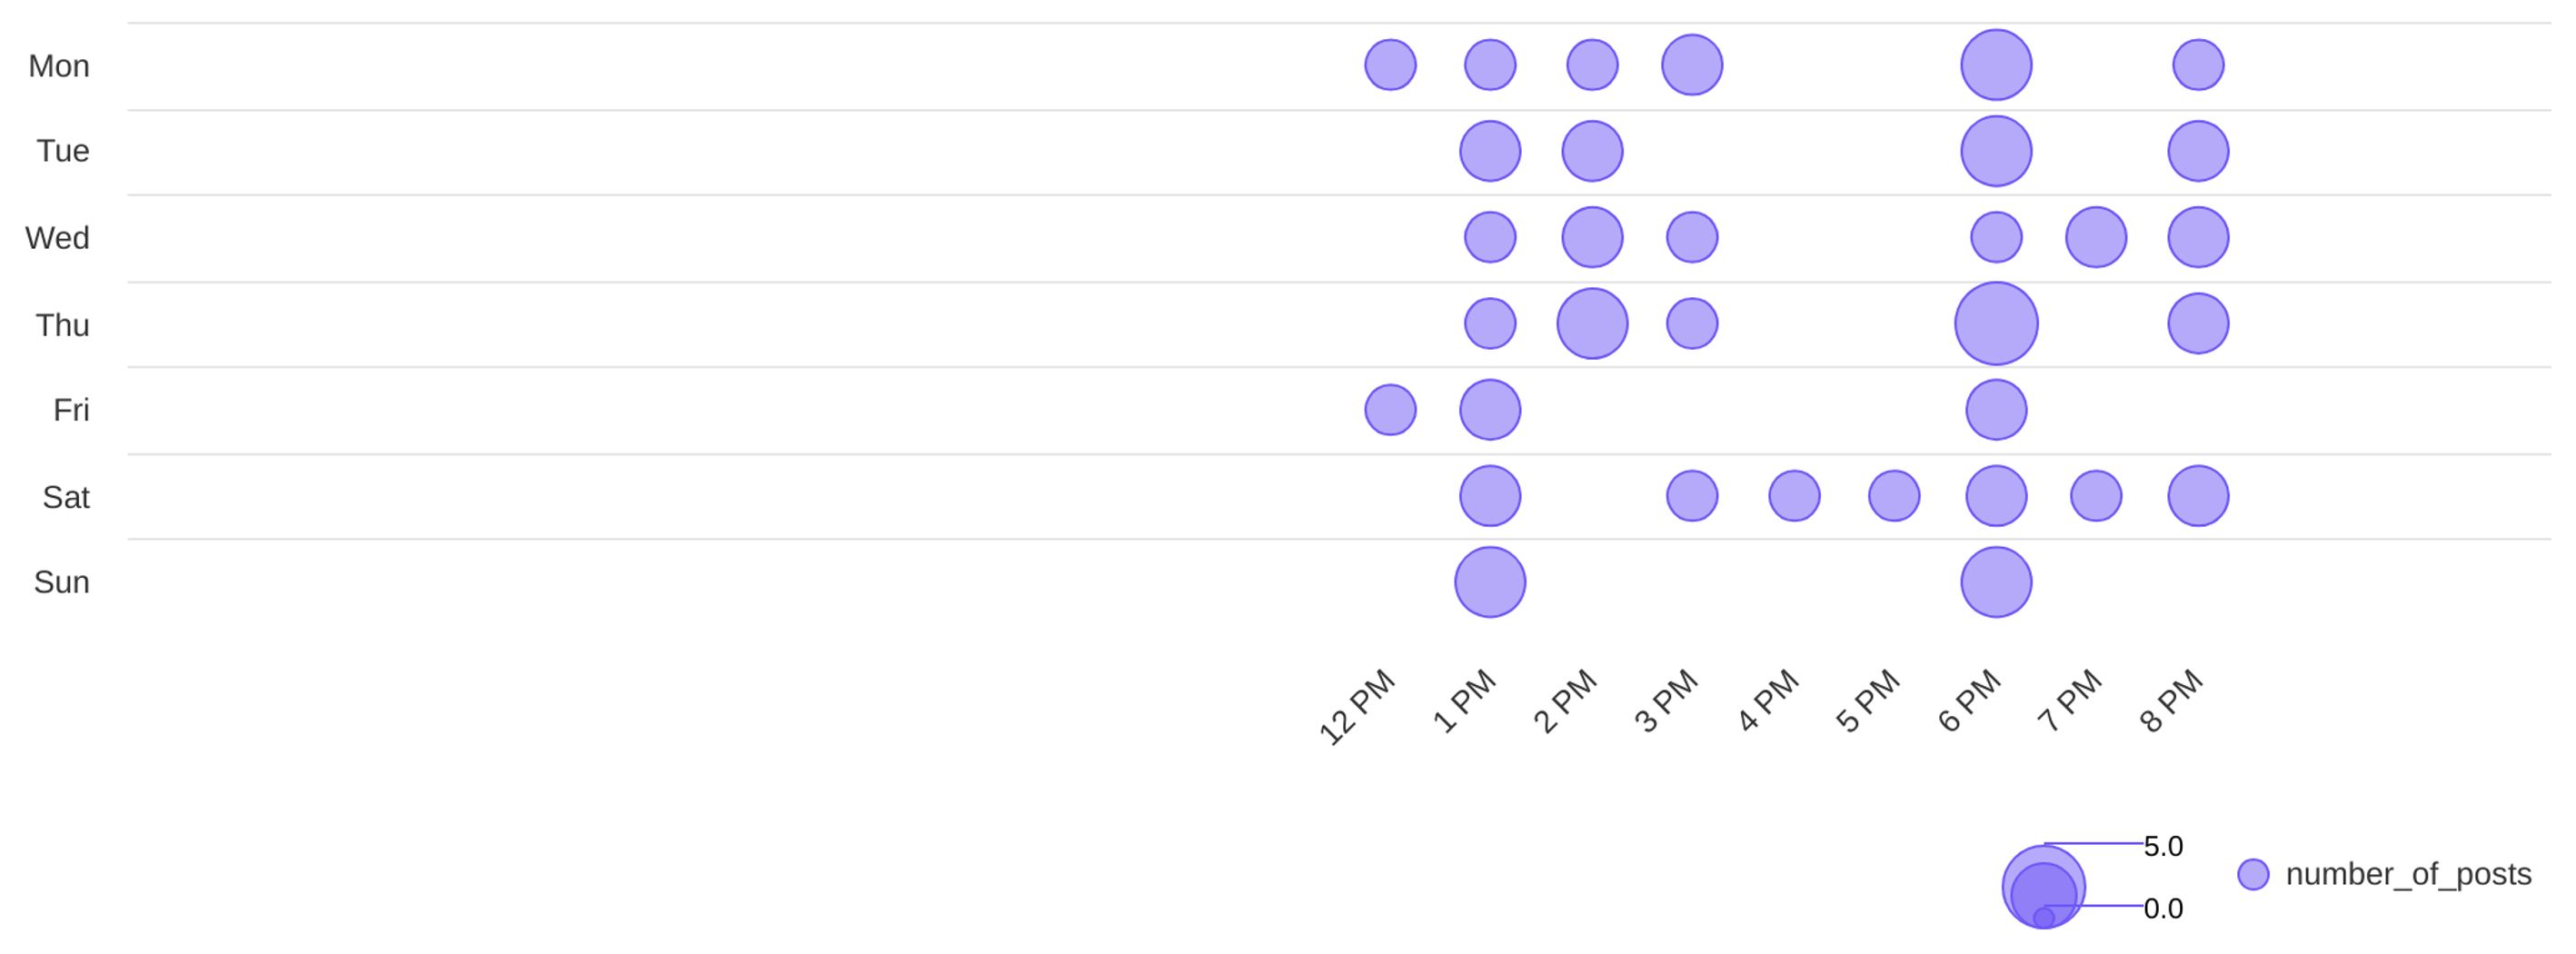 Mon
Tue
Wed
Thu
Fri
Sat
Sun
12 PM
1 PM
2 PM
3 PM
4 PM
5 PM
6 PM
7 PM
8 PM
5.0
0.0
number_of_posts